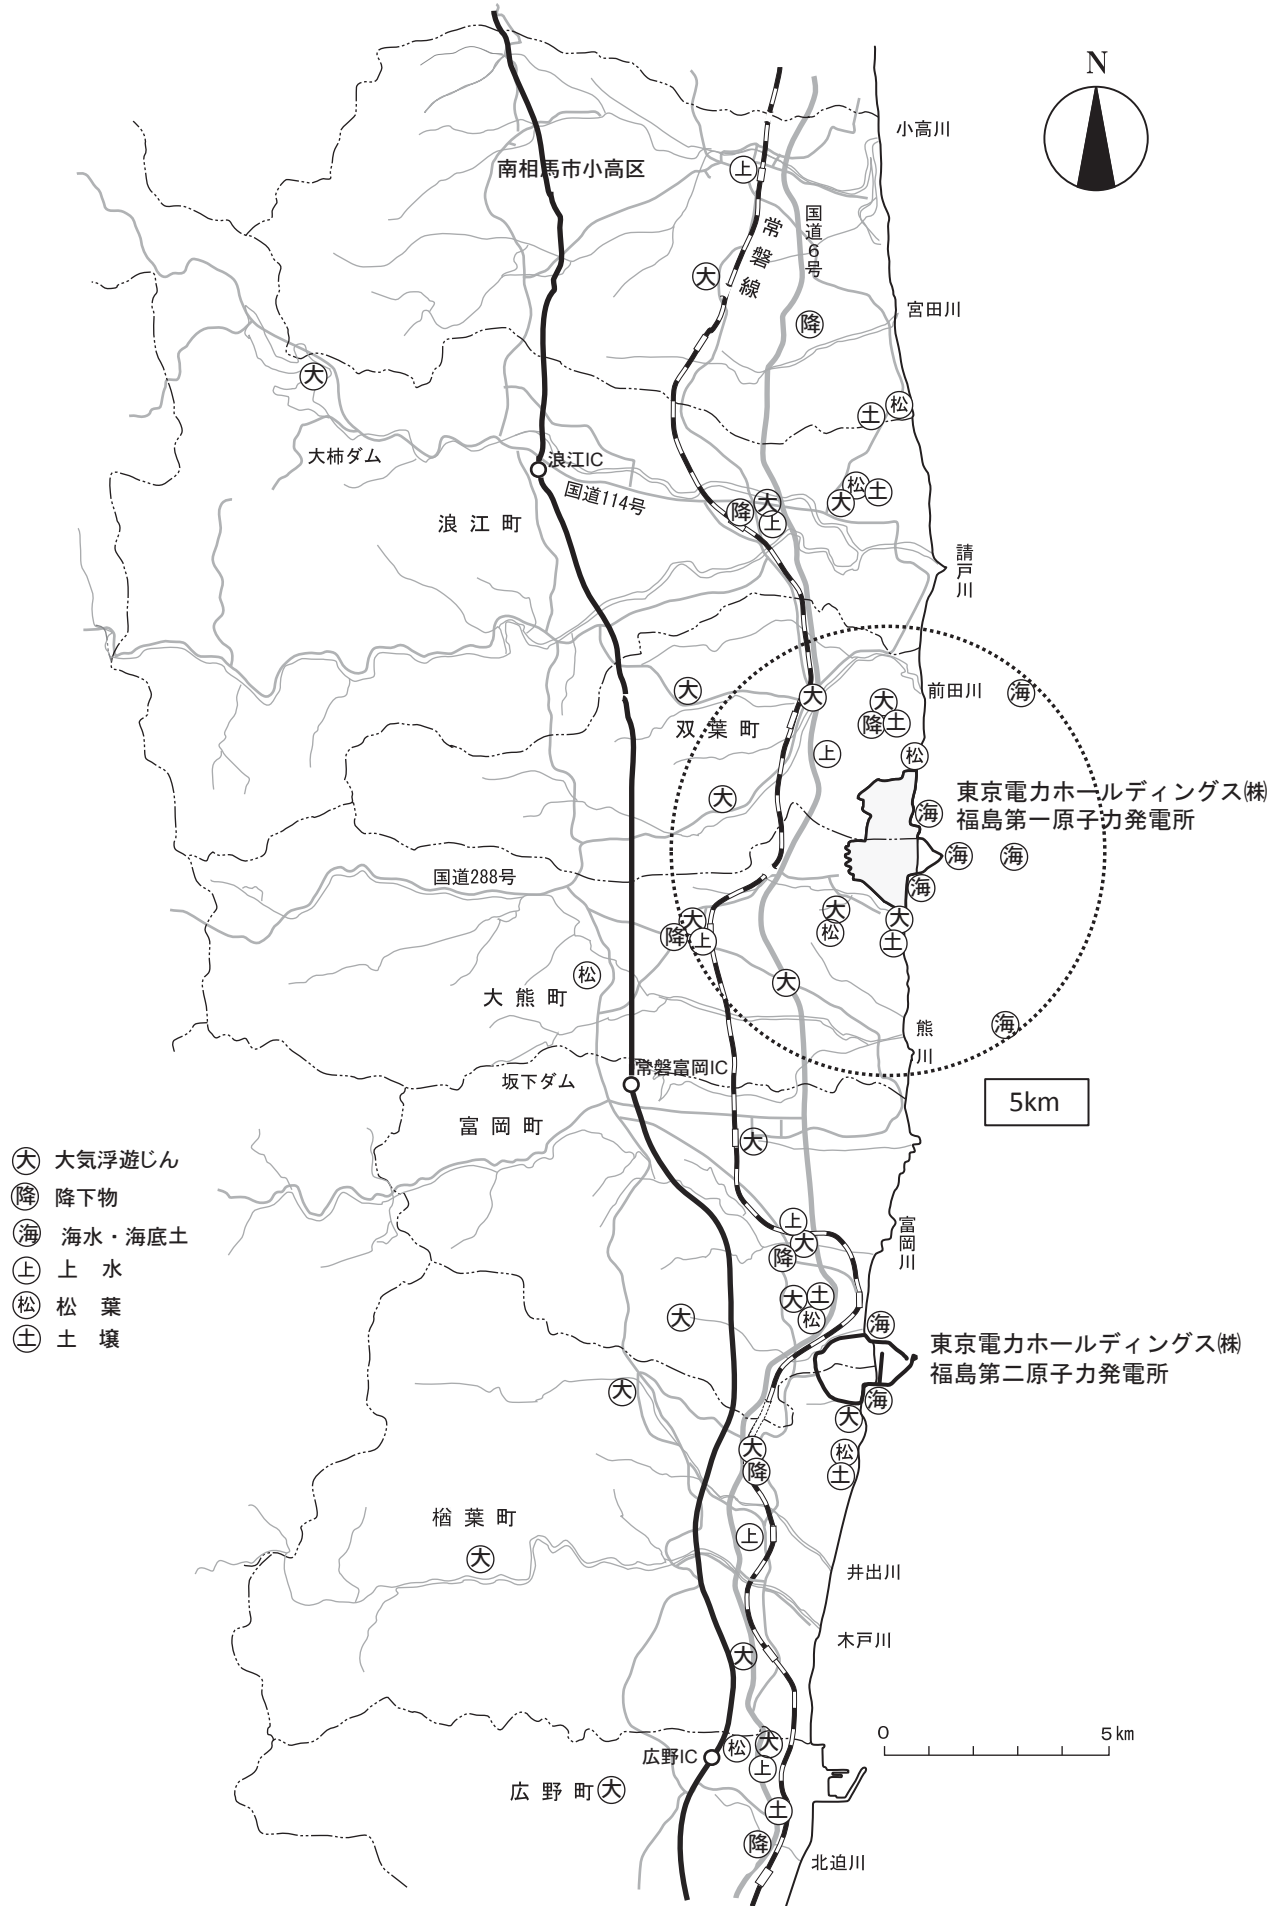 N
小高川
南相馬市小高区
上
国道6号
常磐線
大
降
宮田川
大
松
土
大柿ダム
浪江IC
国道114号
松
土
大
大
降
上
浪江町
請戸川
前田川
海
大
大
大
降
土
双葉町
上
松
大
東京電力ホールディングス㈱
福島第一原子力発電所
海
海
海
海
国道288号
大
松
大
土
大
降
上
松
大
大熊町
海
熊川
常磐富岡IC
坂下ダム
5km
富岡町
大
大 大気浮遊じん
降 降下物
海 海水・海底土
上 上水
松 松葉
土 土壌
上
大
降
富岡川
大
土
松
大
海
東京電力ホールディングス㈱
福島第二原子力発電所
大
海
大
松
土
大
降
楢葉町
大
上
井出川
木戸川
大
0 5km
広野IC
松
大
上
広野町
大
土
降
北迫川